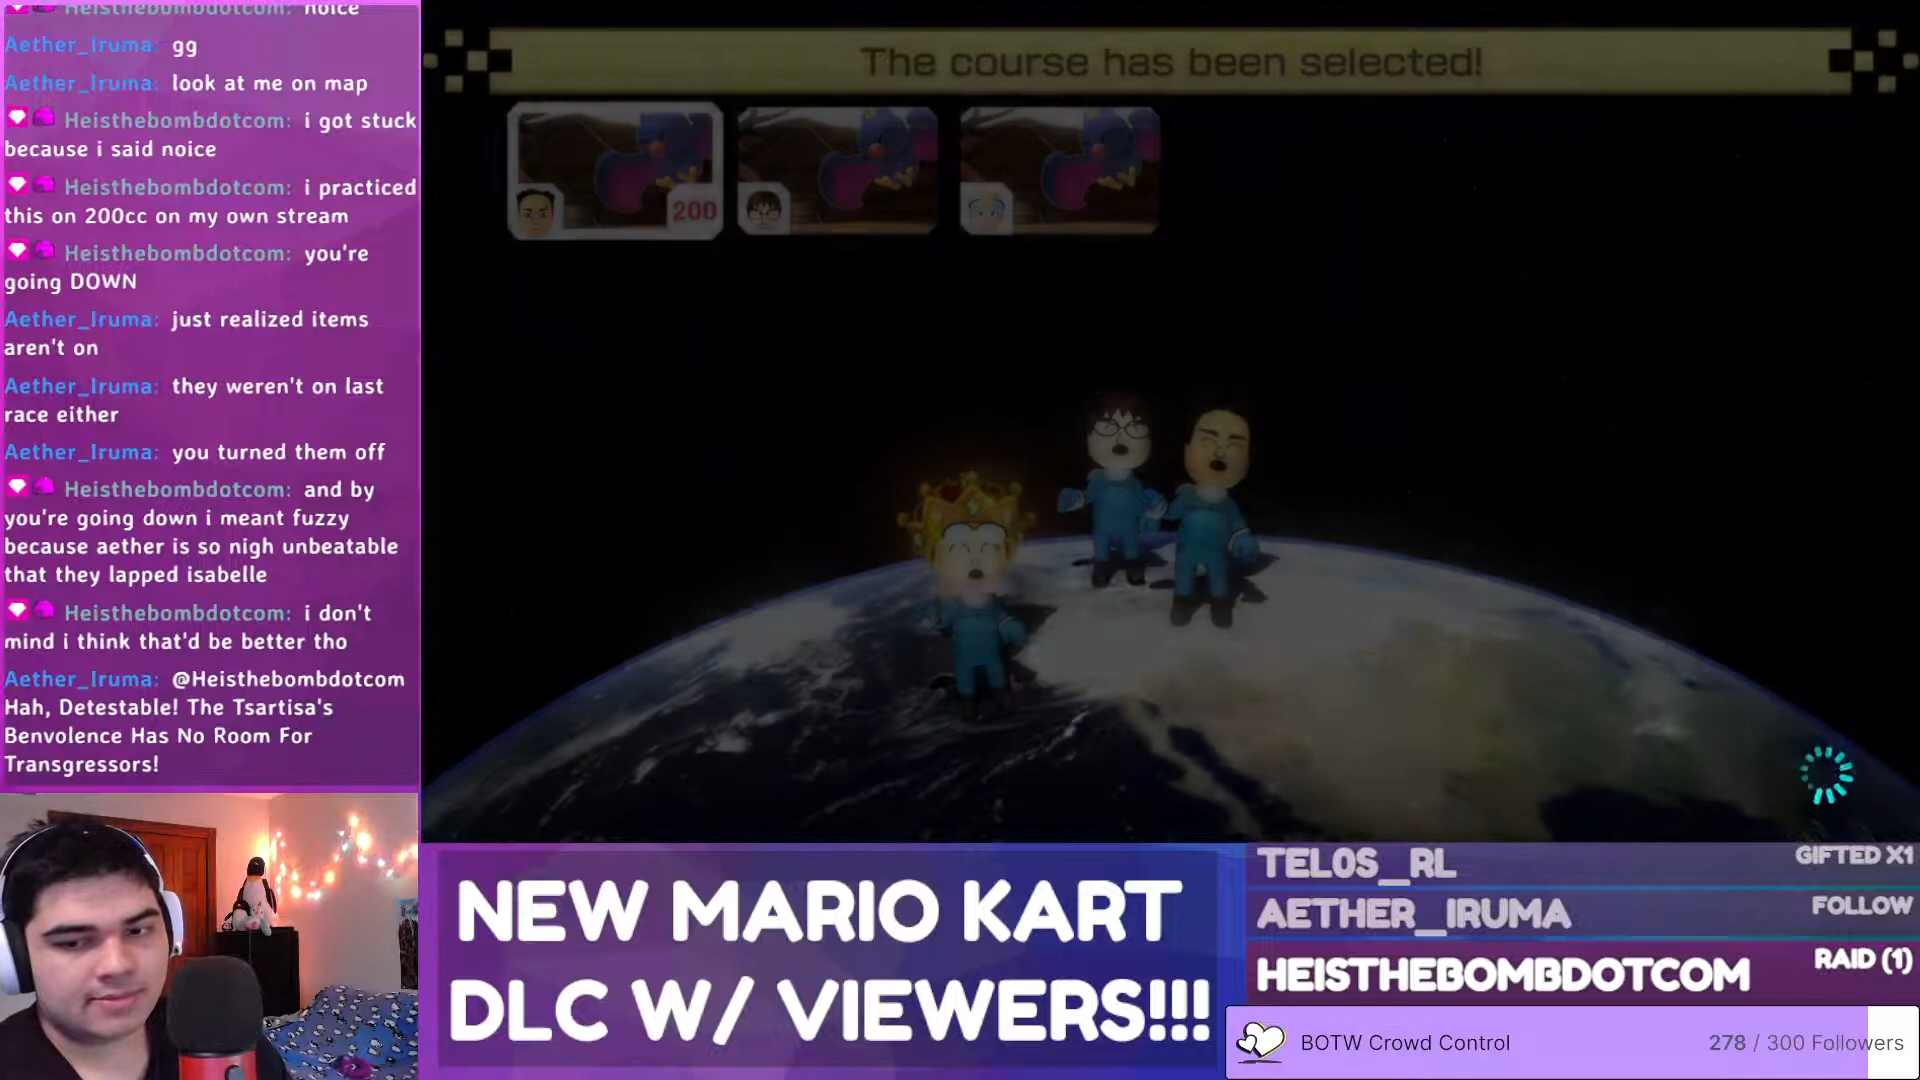 Heisthebombdotcom: noice
Aether_Iruma: gg
Aether_Iruma: look at me on map
Heisthebombdotcom: i got stuck
because i said noice
Heisthebombdotcom: i practiced
this on 200cc on my own stream
Heisthebombdotcom: you're
going DOWN
Aether_Iruma: just realized items
aren't on
Aether_Iruma: they weren't on last
race either
Aether_Iruma: you turned them off
Heisthebombdotcom: and by
you're going down i meant fuzzy
because aether is so nigh unbeatable
that they lapped isabelle
Heisthebombdotcom: i don't
mind i think that'd be better tho
Aether_Iruma: @Heisthebombdotcom
Hah, Detestable! The Tsartisa's
Benvolence Has No Room For
Transgressors!
The course has been selected!
200
NEW MARIO KART
DLC W/ VIEWERS!!!
TEL0S_RL GIFTED X1
AETHER_IRUMA FOLLOW
HEISTHEBOMBDOTCOM RAID (1)
BOTW Crowd Control 278 / 300 Followers